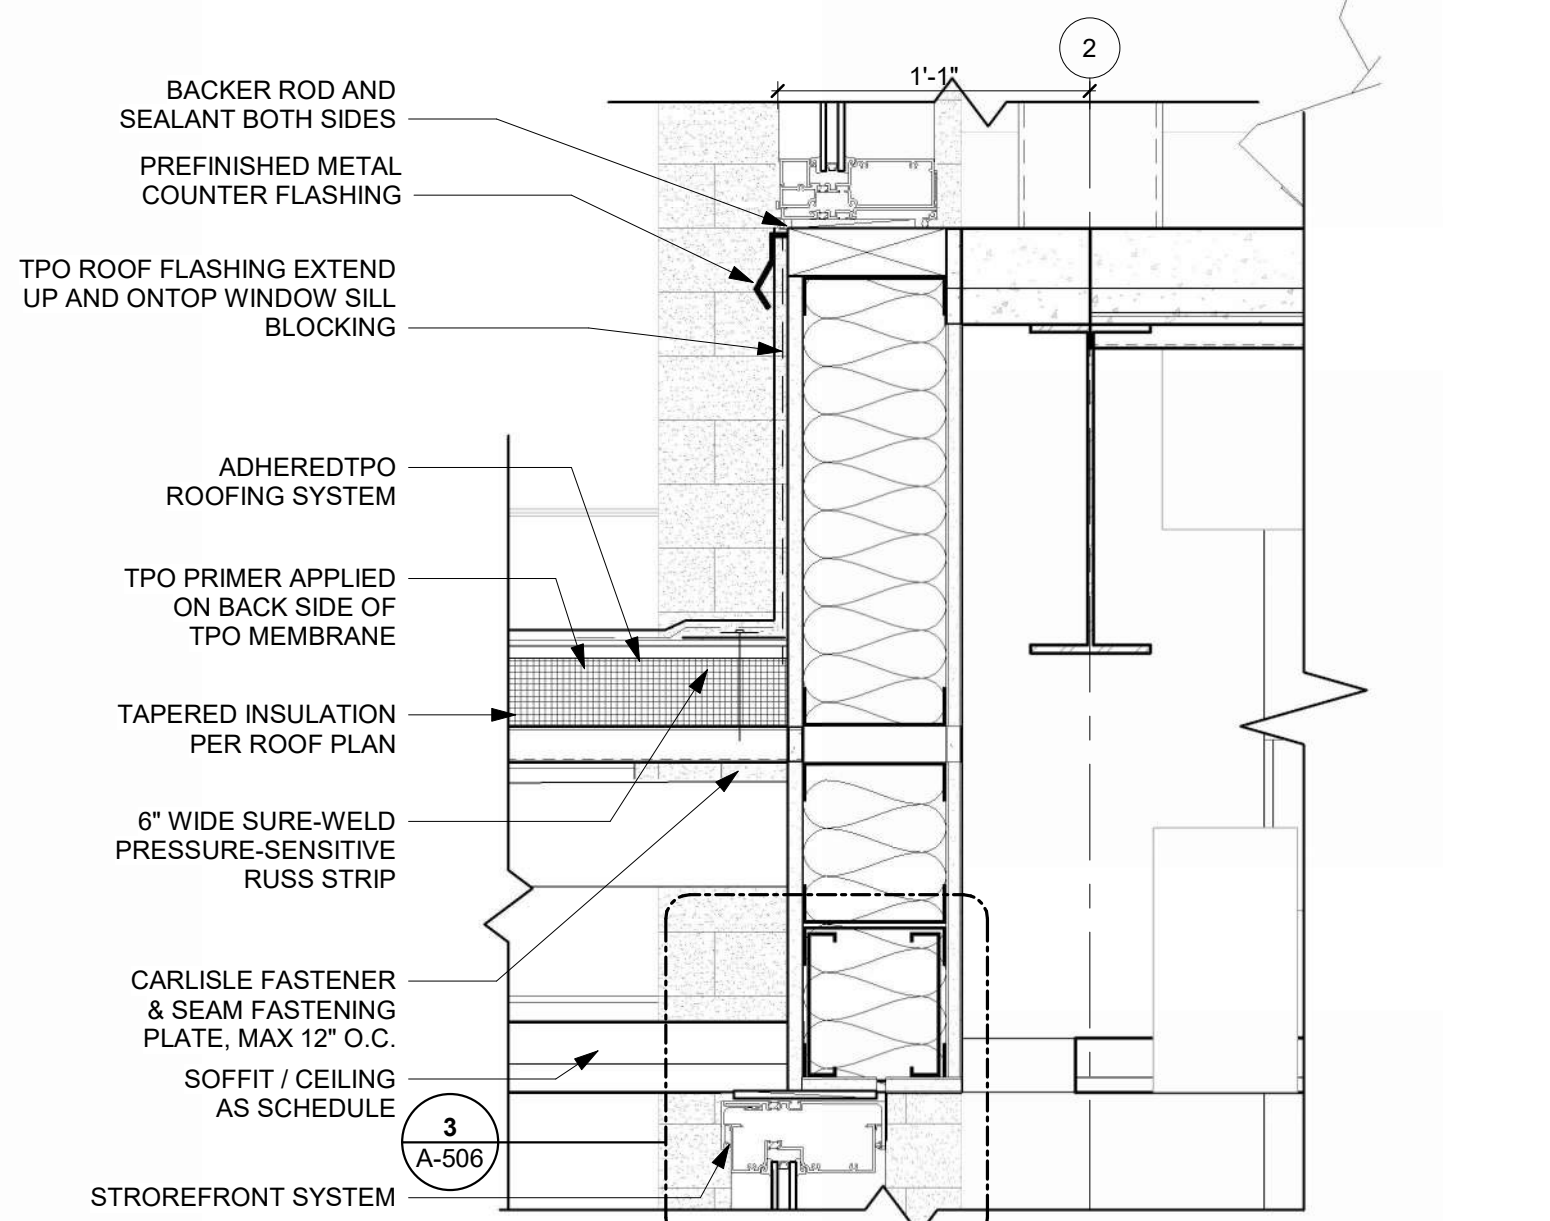 2
1'-1"
BACKER ROD AND
SEALANT BOTH SIDES
PREFINISHED METAL
COUNTER FLASHING
TPO ROOF FLASHING EXTEND
UP AND ONTOP WINDOW SILL
BLOCKING
ADHEREDTPO
ROOFING SYSTEM
TPO PRIMER APPLIED
ON BACK SIDE OF
TPO MEMBRANE
TAPERED INSULATION
PER ROOF PLAN
6" WIDE SURE-WELD
PRESSURE-SENSITIVE
RUSS STRIP
CARLISLE FASTENER
& SEAM FASTENING
PLATE, MAX 12" O.C.
SOFFIT / CEILING
AS SCHEDULE
3
A-506
STROREFRONT SYSTEM